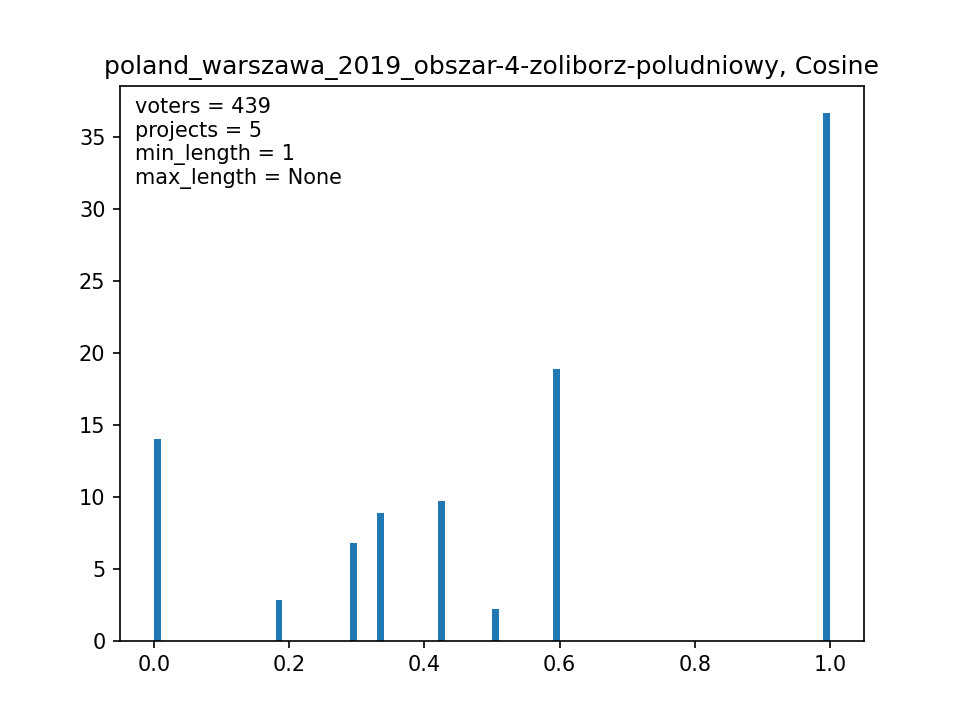 poland_warszawa_2019_obszar-4-zoliborz-poludniowy, Cosine
voters = 439
projects = 5
min_length = 1
max_length = None
35
30
25
20
15
10
5
0
0.0 0.2 0.4 0.6 0.8 1.0